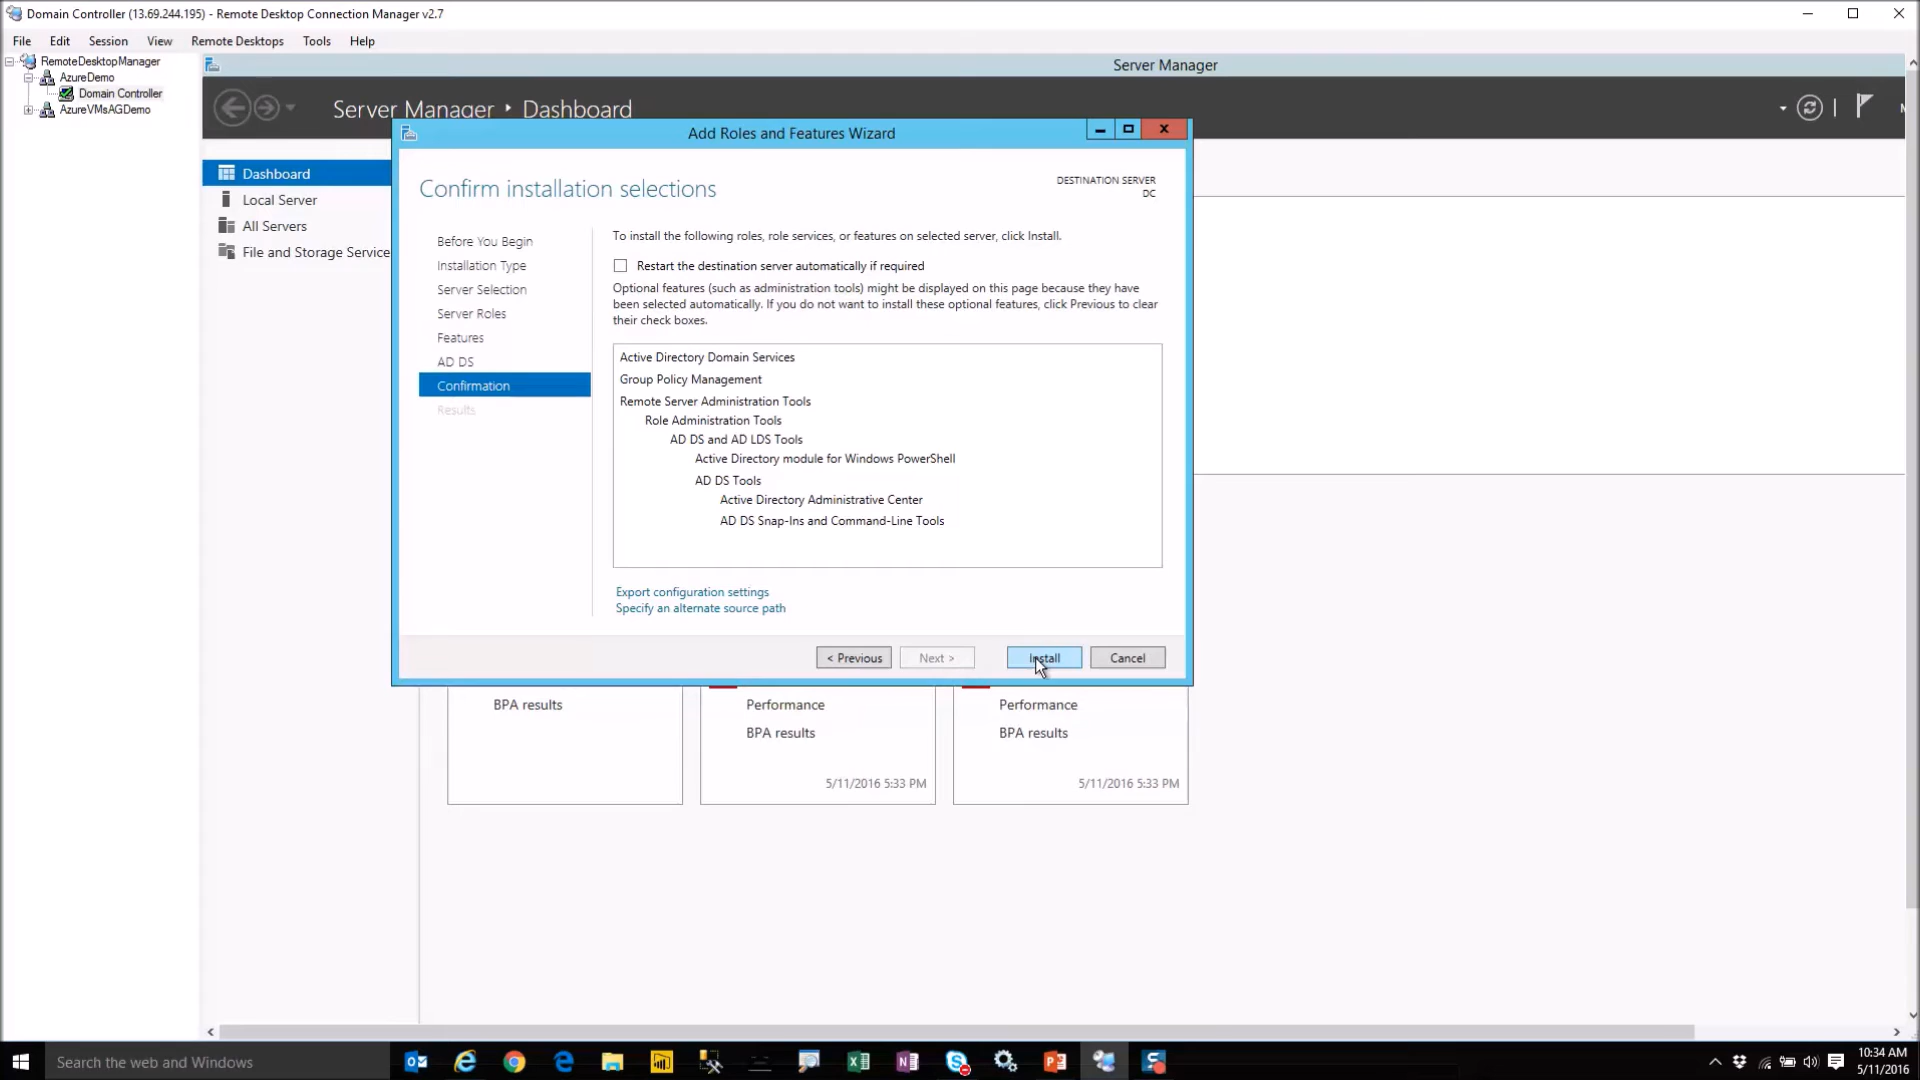 Domain Controller (13.69.244.195) - Remote Desktop Connection Manager v2.7
File Edit Session View Remote Desktops Tools Help
RemoteDesktopManager
AzureDemo
Domain Controller
AzureVMsAGDemo
Server Manager
Server Manager ‣ Dashboard
Dashboard
Local Server
All Servers
File and Storage Service
Add Roles and Features Wizard
Confirm installation selections
DESTINATION SERVER
DC
Before You Begin
Installation Type
Server Selection
Server Roles
Features
AD DS
Confirmation
Results
To install the following roles, role services, or features on selected server, click Install.
Restart the destination server automatically if required
Optional features (such as administration tools) might be displayed on this page because they have
been selected automatically. If you do not want to install these optional features, click Previous to clear
their check boxes.
Active Directory Domain Services
Group Policy Management
Remote Server Administration Tools
Role Administration Tools
AD DS and AD LDS Tools
Active Directory module for Windows PowerShell
AD DS Tools
Active Directory Administrative Center
AD DS Snap-Ins and Command-Line Tools
Export configuration settings
Specify an alternate source path
< Previous Next > Install Cancel
BPA results
Performance
BPA results
5/11/2016 5:33 PM
Performance
BPA results
5/11/2016 5:33 PM
Search the web and Windows
10:34 AM
5/11/2016